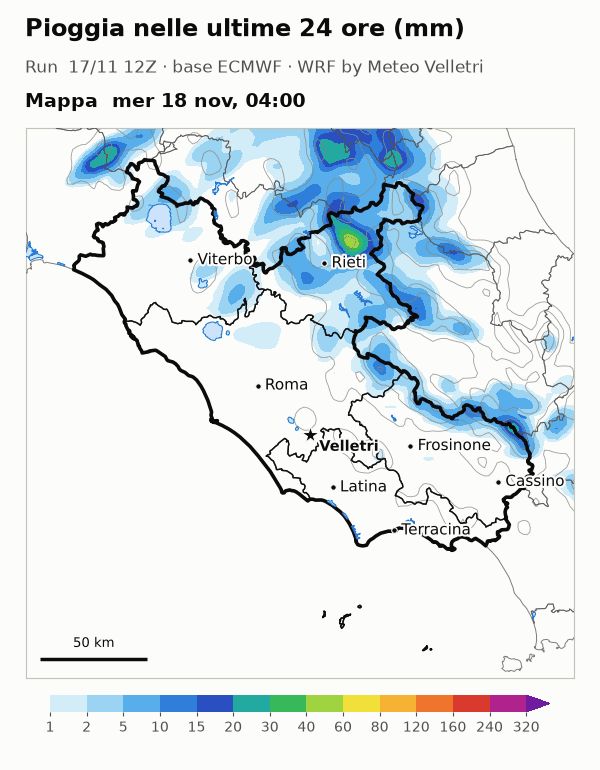 Pioggia nelle ultime 24 ore (mm)
Run  17/11 12Z · base ECMWF · WRF by Meteo Velletri
Mappa  mer 18 nov, 04:00
Viterbo
Rieti
Roma
Velletri
Frosinone
Cassino
Latina
Terracina
50 km
1 2 5 10 15 20 30 40 60 80 120 160 240 320